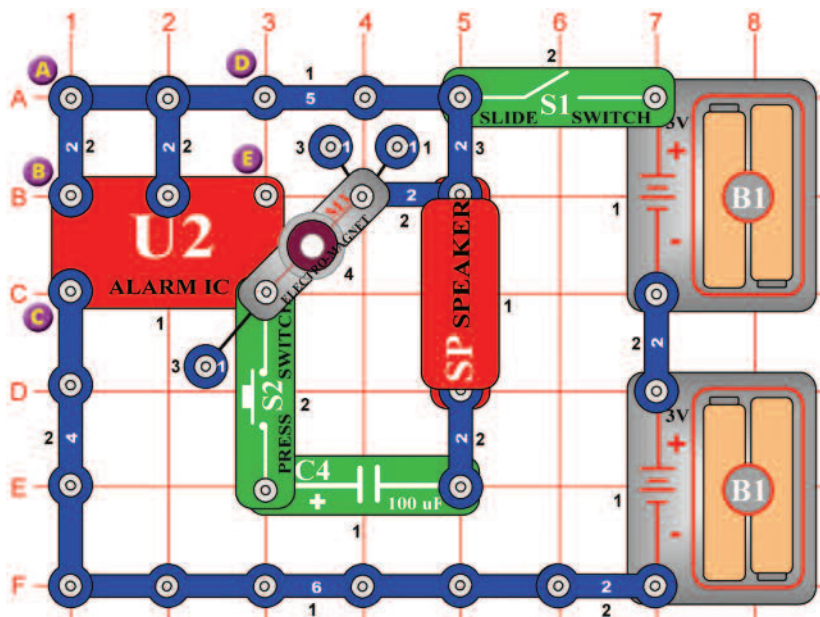 1 2 3 4 5 6 7 8
A D 1 2
A 5 S1
SLIDE SWITCH
3V
2 2 2 2 3 1 1 2 3
B E +
B U2 M3 2 1 B1
2 -
ELECTRO-MAGNET
4
C ALARM IC
C 1 SP SPEAKER 1
3 1 2 2
D S2 PRESS SWITCH 2 3V
+
2 4 2 2
C4
E + 100 uF 1 B1
1 -
F 6 2
1 2